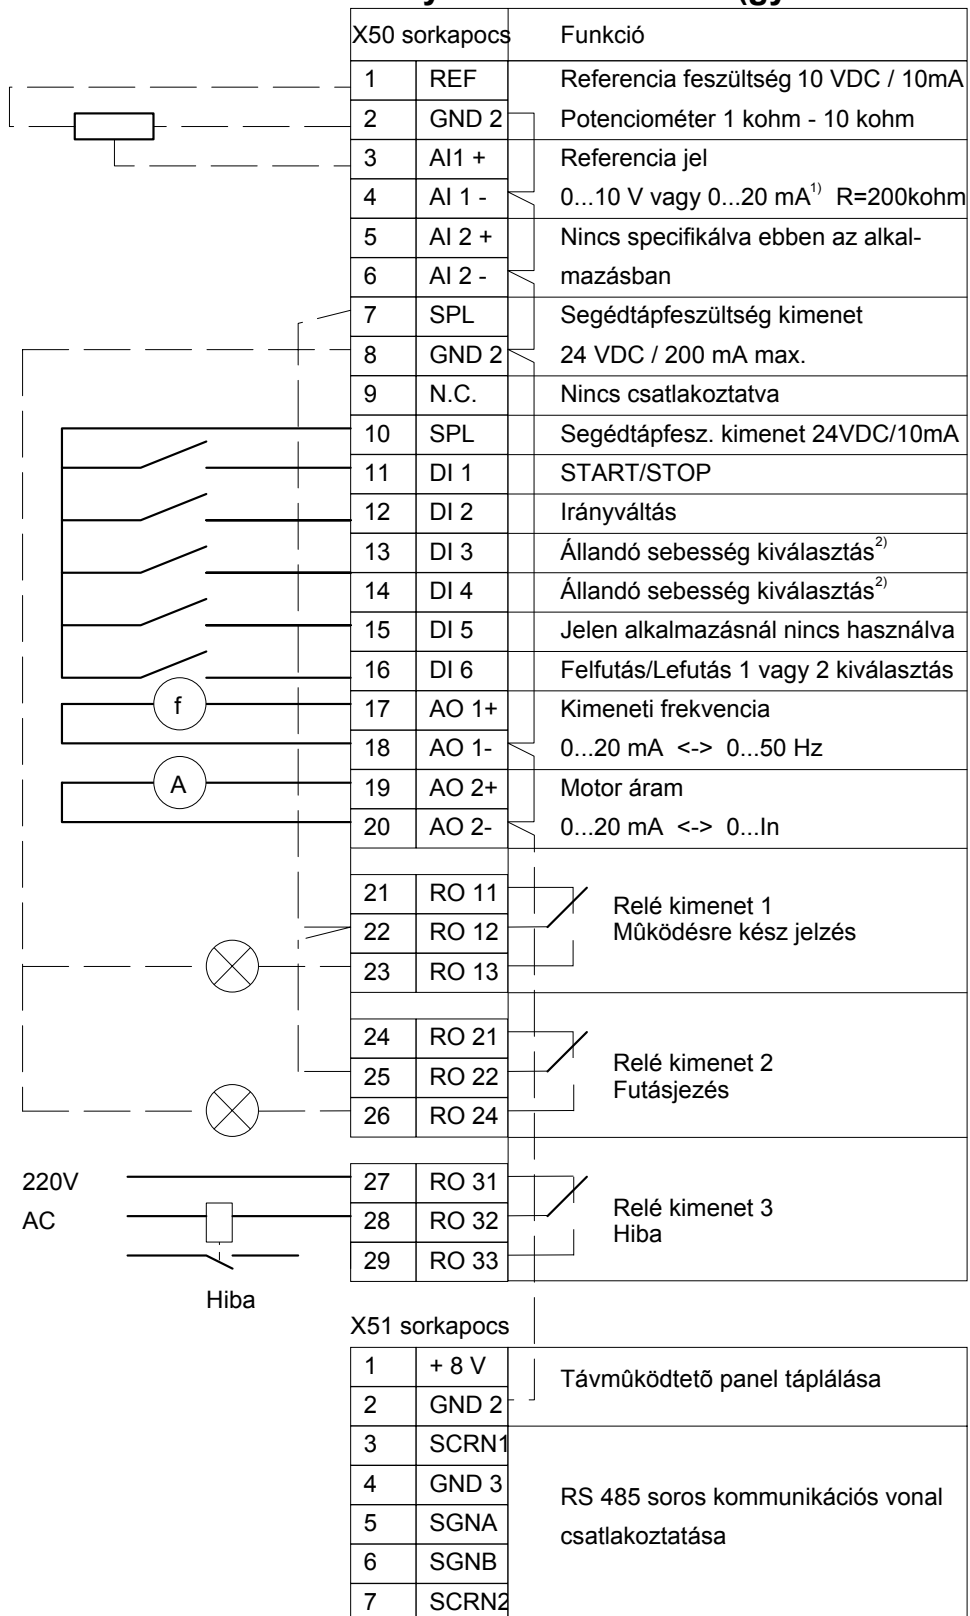 X50 sorkapocs Funkció
1 REF Referencia feszültség 10 VDC / 10mA
2 GND 2 Potenciométer 1 kohm - 10 kohm
3 AI1 + Referencia jel
4 AI 1 - 0...10 V vagy 0...20 mA1) R=200kohm
5 AI 2 + Nincs specifikálva ebben az alkal-
6 AI 2 - mazásban
7 SPL Segédtápfeszültség kimenet
8 GND 2 24 VDC / 200 mA max.
9 N.C. Nincs csatlakoztatva
10 SPL Segédtápfesz. kimenet 24VDC/10mA
11 DI 1 START/STOP
12 DI 2 Irányváltás
13 DI 3 Állandó sebesség kiválasztás2)
14 DI 4 Állandó sebesség kiválasztás2)
15 DI 5 Jelen alkalmazásnál nincs használva
16 DI 6 Felfutás/Lefutás 1 vagy 2 kiválasztás
f 17 AO 1+ Kimeneti frekvencia
18 AO 1- 0...20 mA <-> 0...50 Hz
A 19 AO 2+ Motor áram
20 AO 2- 0...20 mA <-> 0...In
21 RO 11 Relé kimenet 1
22 RO 12 Mûködésre kész jelzés
23 RO 13
24 RO 21 Relé kimenet 2
25 RO 22 Futásjezés
26 RO 24
220V 27 RO 31 Relé kimenet 3
AC 28 RO 32 Hiba
29 RO 33
Hiba
X51 sorkapocs
1 + 8 V Távmûködtetõ panel táplálása
2 GND 2
3 SCRN1
4 GND 3 RS 485 soros kommunikációs vonal
5 SGNA csatlakoztatása
6 SGNB
7 SCRN2